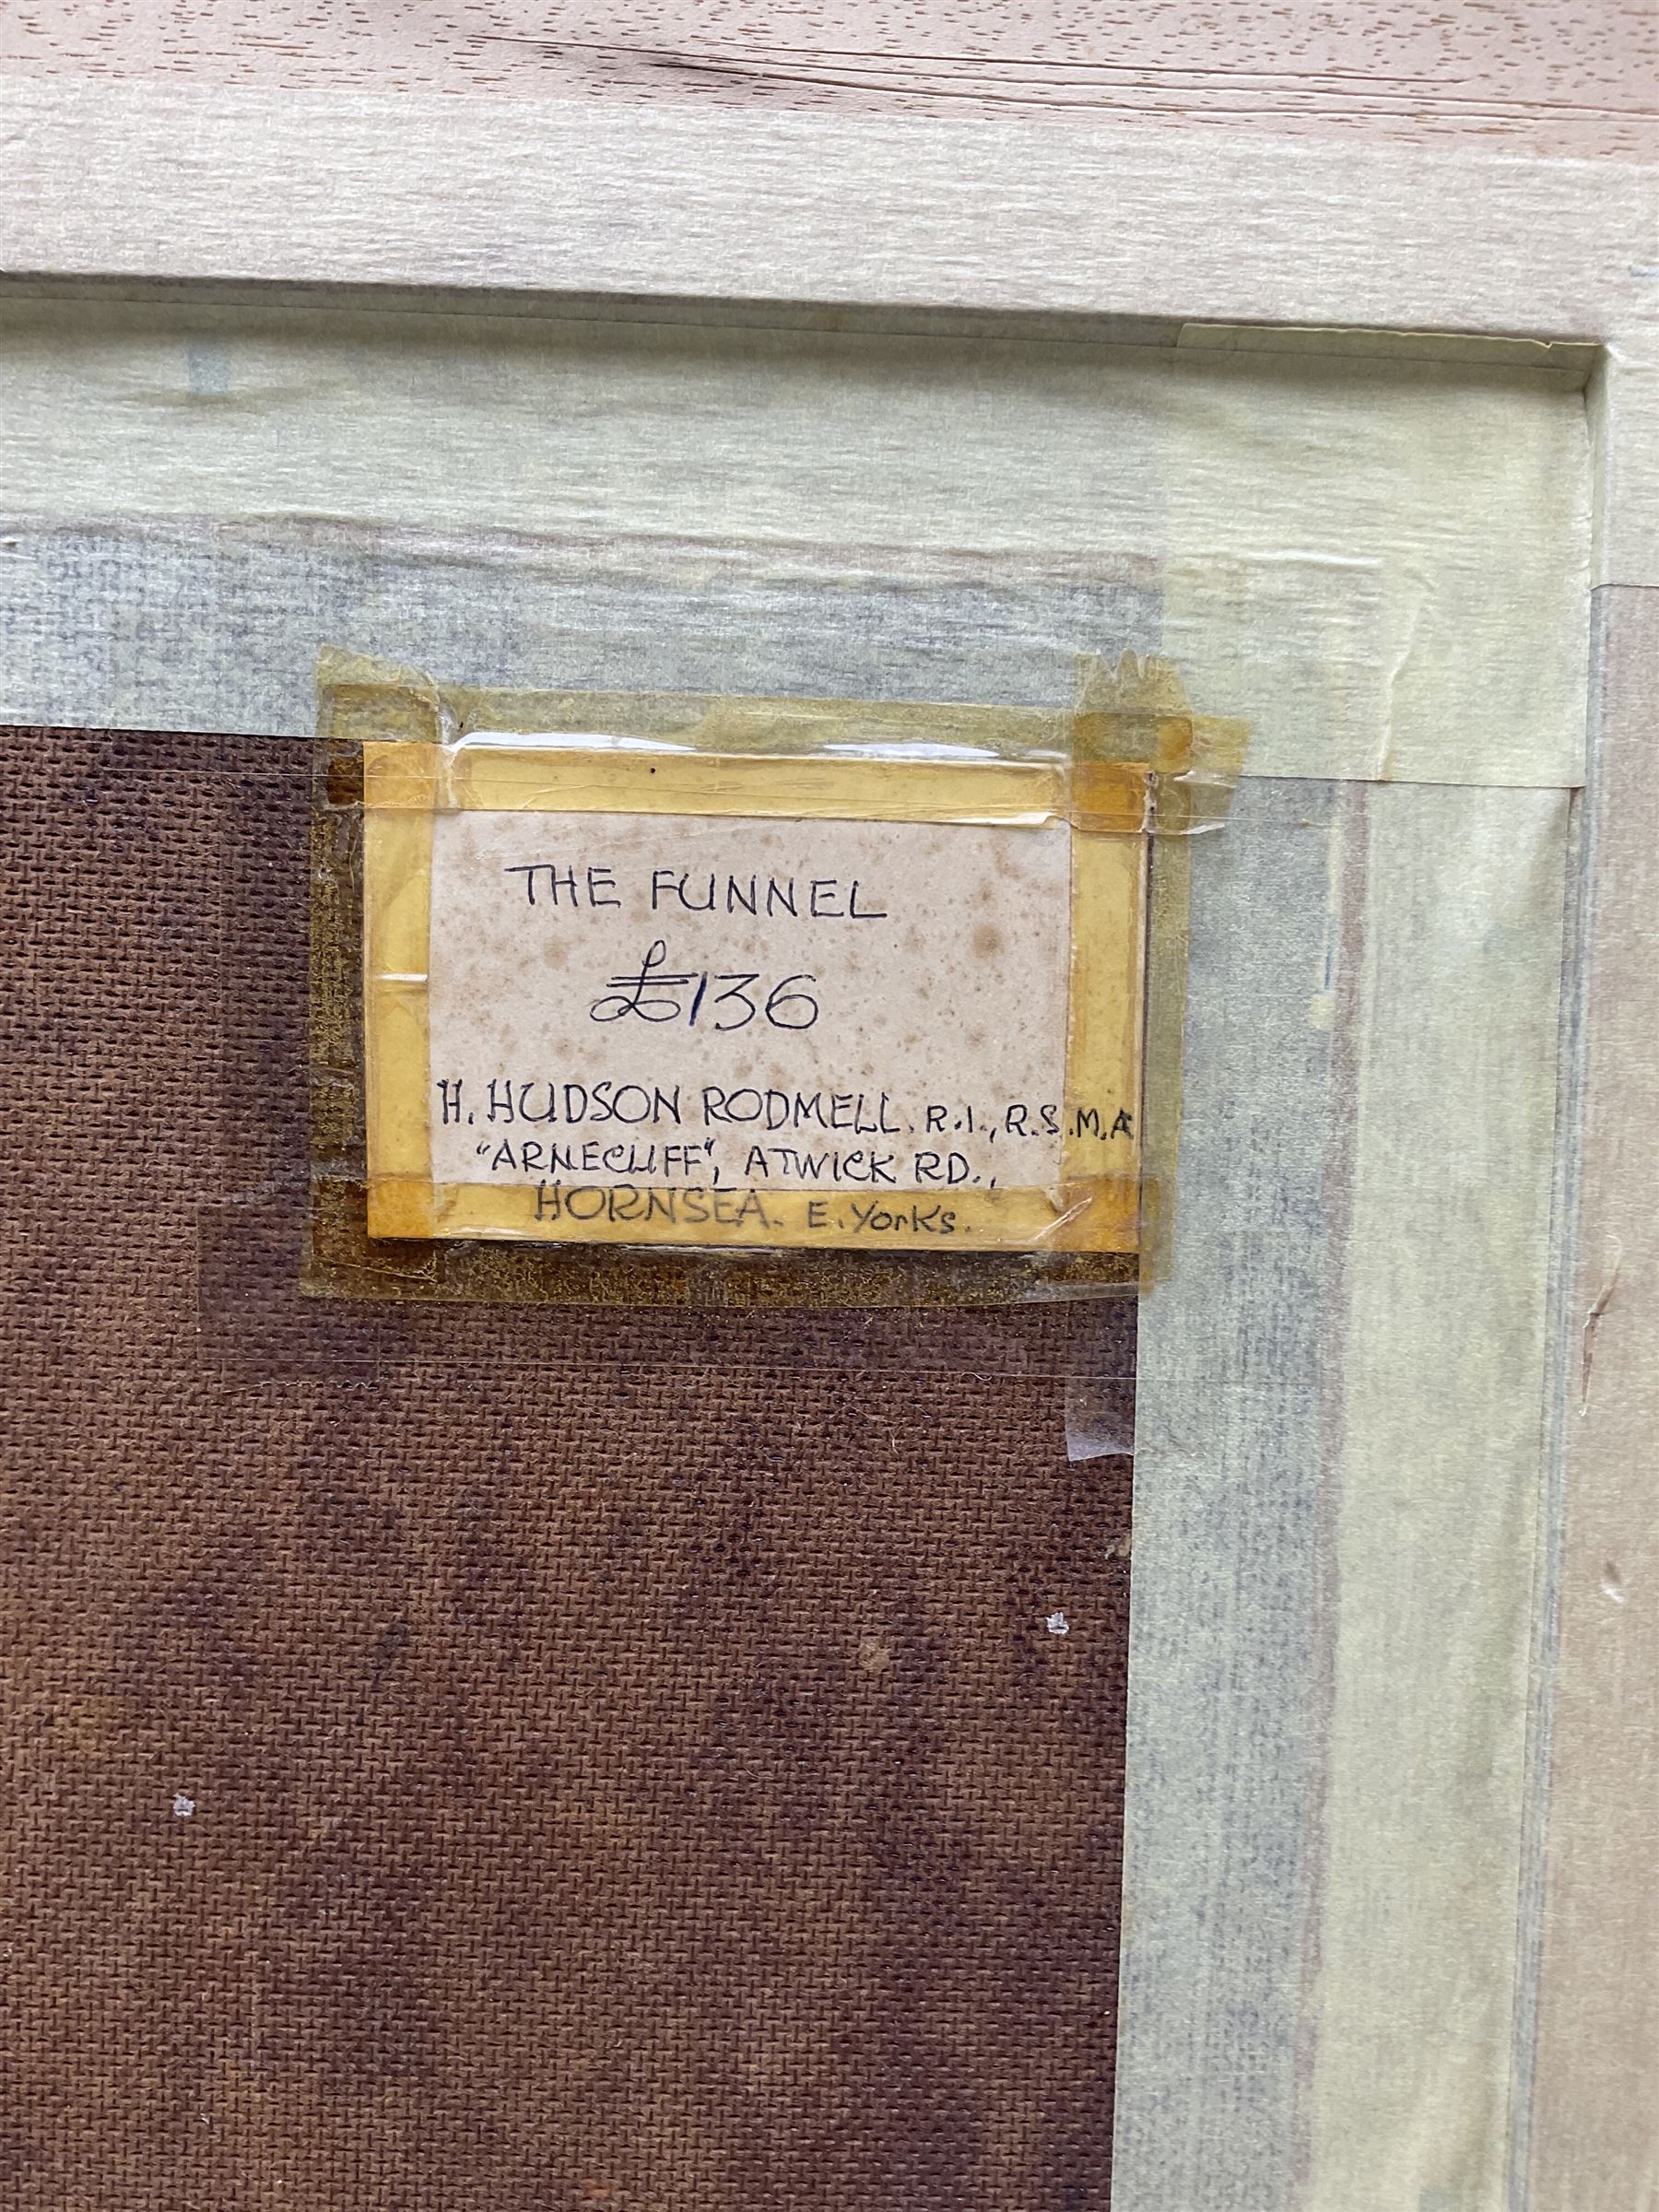 THE FUNNEL
£136
H. HUDSON RODMELL. R.I., R.S.M.A
"ARNECLIFF", ATWICK RD.,
HORNSEA. E. Yorks.